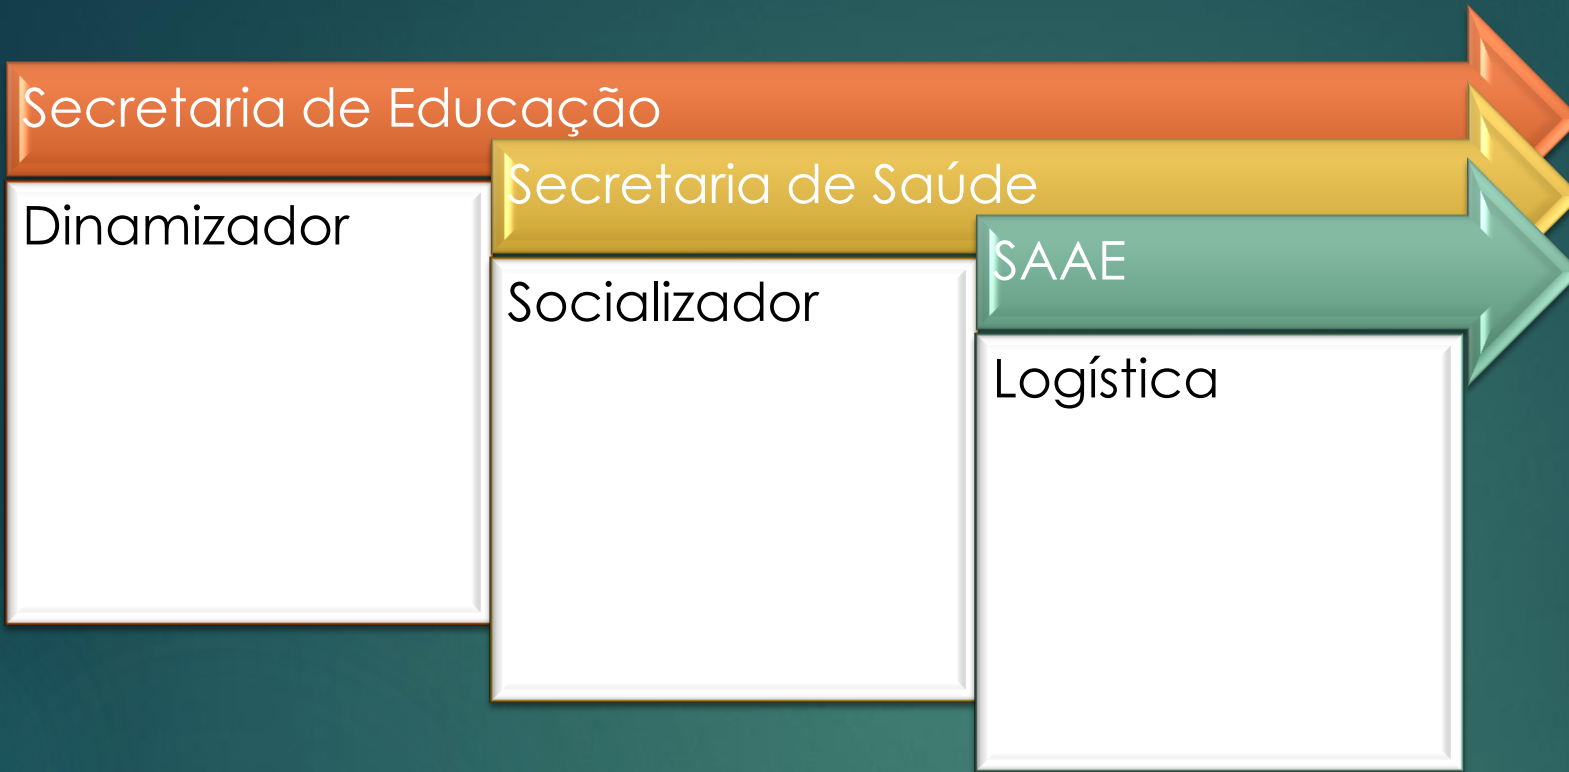 Secretaria de Educação
Dinamizador
Secretaria de Saúde
Socializador
SAAE
Logística